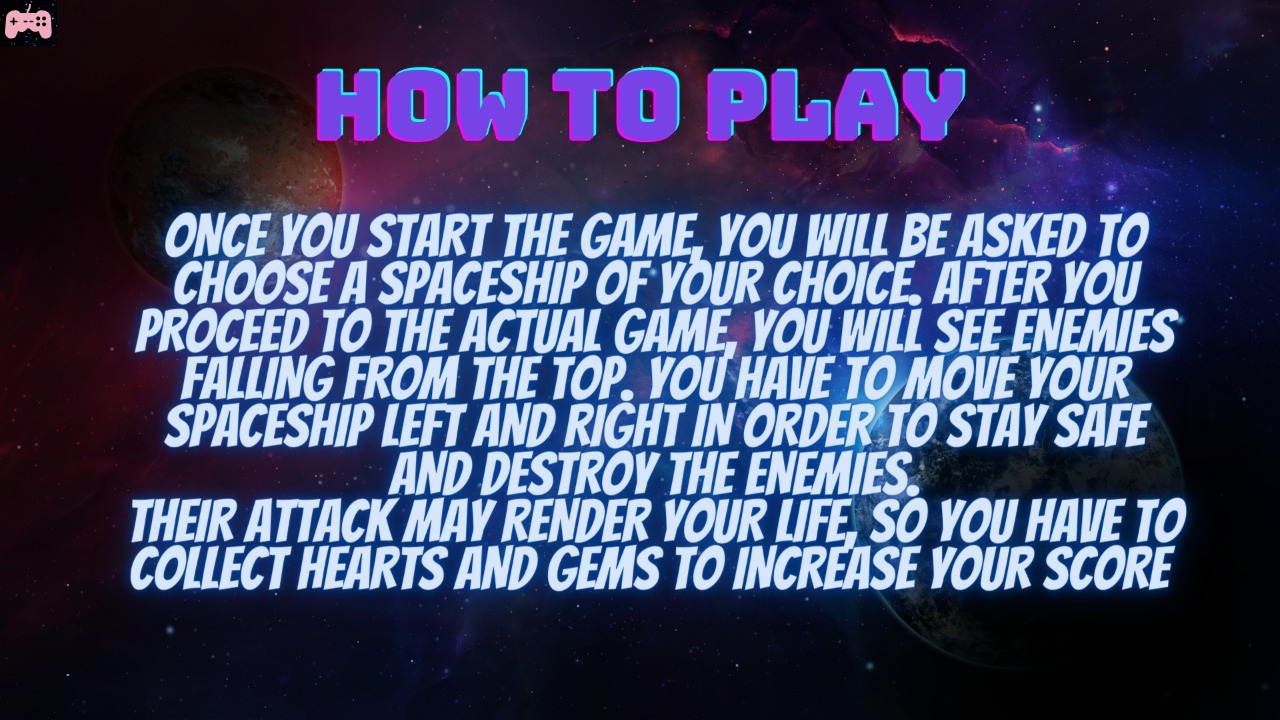 HOW TO PLAY
ONCE YOU START THE GAME, YOU WILL BE ASKED TO
CHOOSE A SPACESHIP OF YOUR CHOICE. AFTER YOU
PROCEED TO THE ACTUAL GAME, YOU WILL SEE ENEMIES
FALLING FROM THE TOP. YOU HAVE TO MOVE YOUR
SPACESHIP LEFT AND RIGHT IN ORDER TO STAY SAFE
AND DESTROY THE ENEMIES.
THEIR ATTACK MAY RENDER YOUR LIFE, SO YOU HAVE TO
COLLECT HEARTS AND GEMS TO INCREASE YOUR SCORE